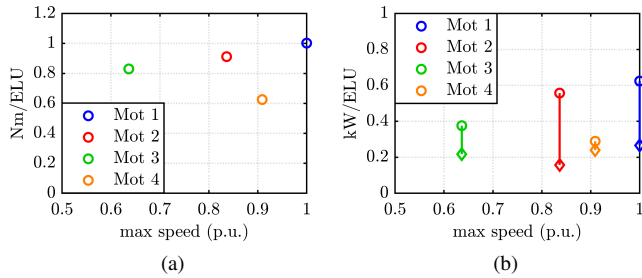 1.2
1
0.8
0.6
0.4
0.2
0
Nm/ELU
Mot 1
Mot 2
Mot 3
Mot 4
0.5 0.6 0.7 0.8 0.9 1
max speed (p.u.)
(a)
1
0.8
0.6
0.4
0.2
0
kW/ELU
Mot 1
Mot 2
Mot 3
Mot 4
0.5 0.6 0.7 0.8 0.9 1
max speed (p.u.)
(b)